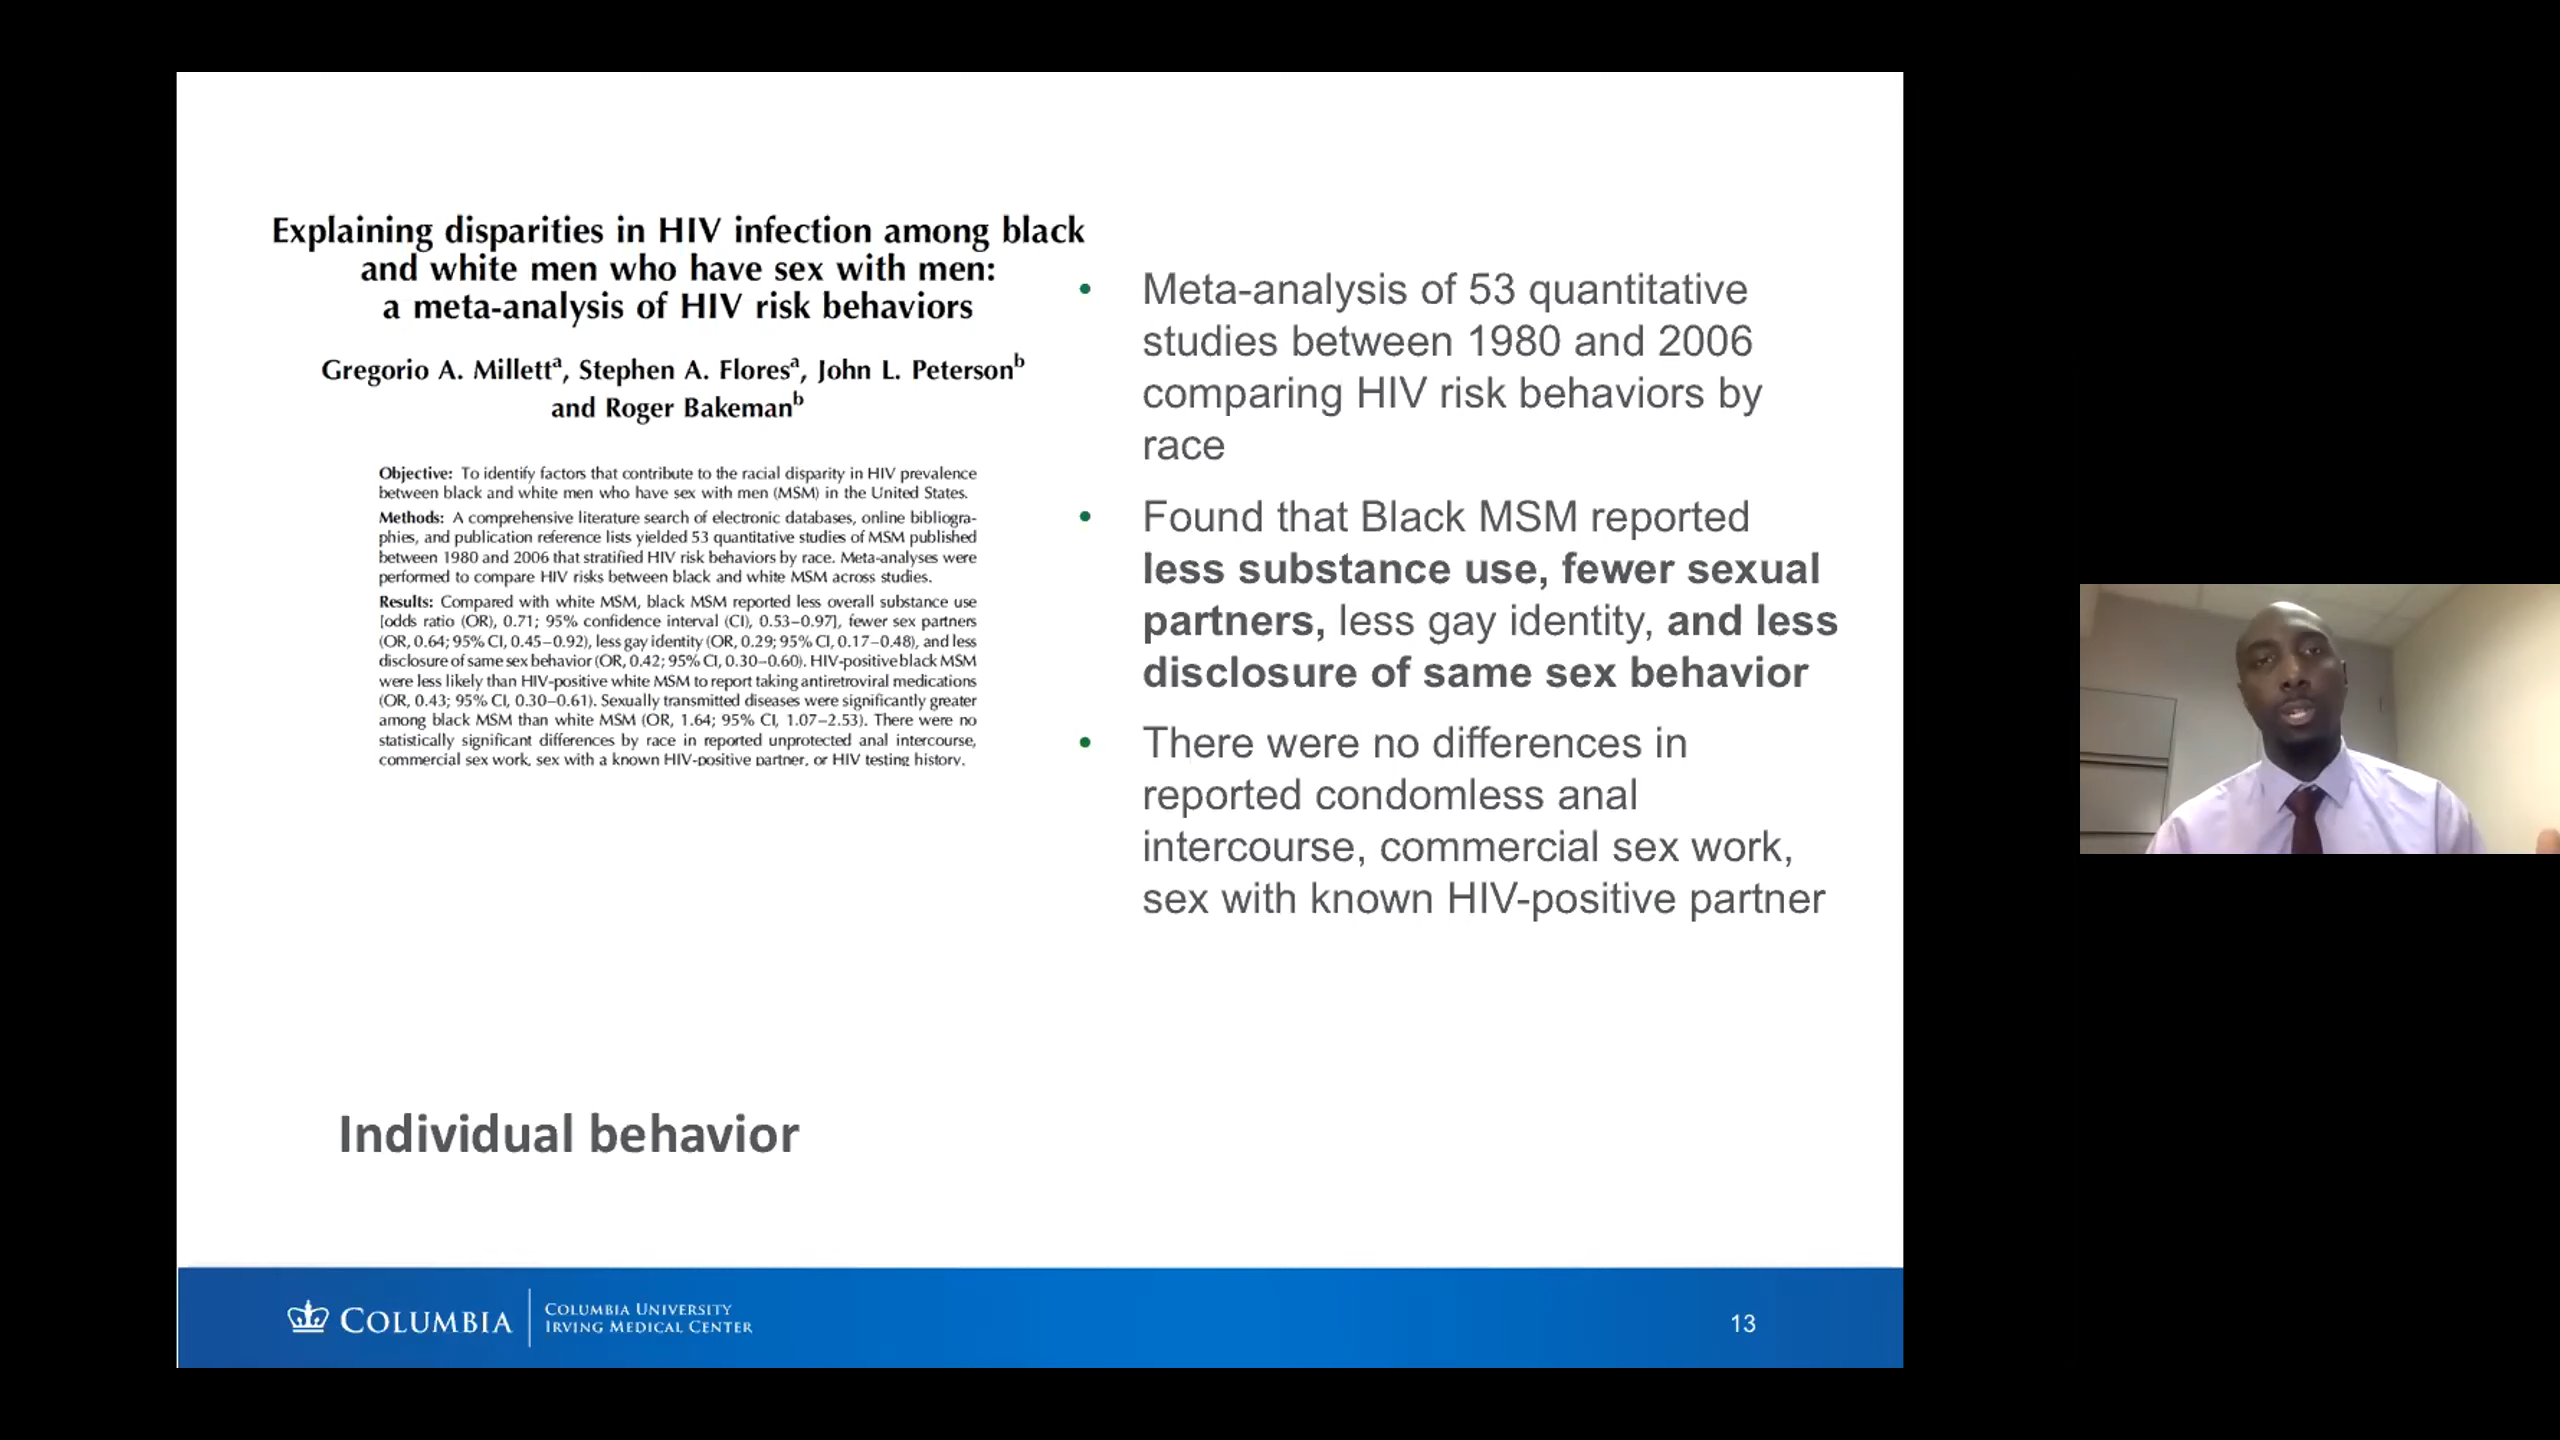 Explaining disparities in HIV infection among black
and white men who have sex with men:
a meta-analysis of HIV risk behaviors
Gregorio A. Millettᵃ, Stephen A. Floresᵃ, John L. Petersonᵇ
and Roger Bakemanᵇ
Objective: To identify factors that contribute to the racial disparity in HIV prevalence
between black and white men who have sex with men (MSM) in the United States.
Methods: A comprehensive literature search of electronic databases, online bibliogra-
phies, and publication reference lists yielded 53 quantitative studies of MSM published
between 1980 and 2006 that stratified HIV risk behaviors by race. Meta-analyses were
performed to compare HIV risks between black and white MSM across studies.
Results: Compared with white MSM, black MSM reported less overall substance use
[odds ratio (OR), 0.71; 95% confidence interval (CI), 0.53–0.97], fewer sex partners
(OR, 0.64; 95% CI, 0.45–0.92), less gay identity (OR, 0.29; 95% CI, 0.17–0.48), and less
disclosure of same sex behavior (OR, 0.42; 95% CI, 0.30–0.60). HIV-positive black MSM
were less likely than HIV-positive white MSM to report taking antiretroviral medications
(OR, 0.43; 95% CI, 0.30–0.61). Sexually transmitted diseases were significantly greater
among black MSM than white MSM (OR, 1.64; 95% CI, 1.07–2.53). There were no
statistically significant differences by race in reported unprotected anal intercourse,
commercial sex work, sex with a known HIV-positive partner, or HIV testing history.
• Meta-analysis of 53 quantitative
studies between 1980 and 2006
comparing HIV risk behaviors by
race
• Found that Black MSM reported
less substance use, fewer sexual
partners, less gay identity, and less
disclosure of same sex behavior
• There were no differences in
reported condomless anal
intercourse, commercial sex work,
sex with known HIV-positive partner
Individual behavior
COLUMBIA
COLUMBIA UNIVERSITY
IRVING MEDICAL CENTER
13